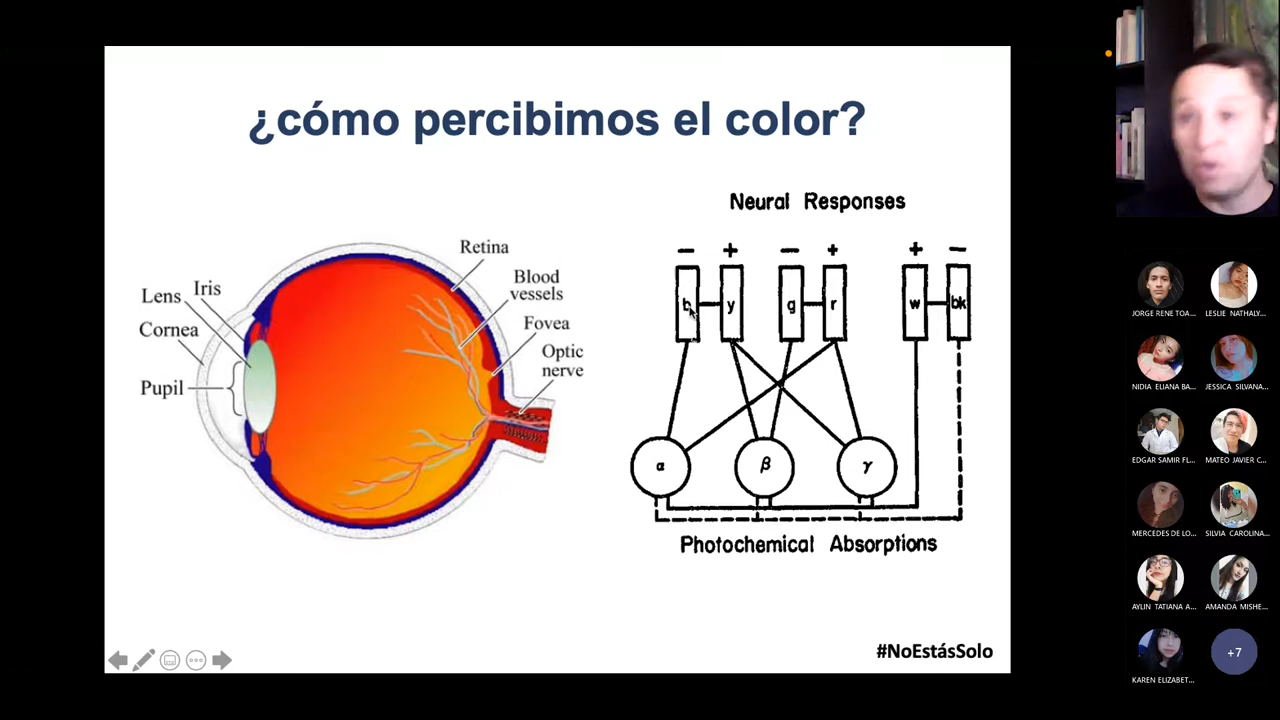 ¿cómo percibimos el color?
Retina
Blood
vessels
Iris
Lens
Cornea
Fovea
Optic
nerve
Pupil
Neural Responses
− + − + + −
b y g r w bk
α β γ
Photochemical Absorptions
#NoEstásSolo
JORGE RENE TOA... LESLIE NATHALY...
NIDIA ELIANA BA... JESSICA SILVANA...
EDGAR SAMIR FL... MATEO JAVIER C...
MERCEDES DE LO... SILVIA CAROLINA...
AYLIN TATIANA A... AMANDA MISHE...
KAREN ELIZABET... +7